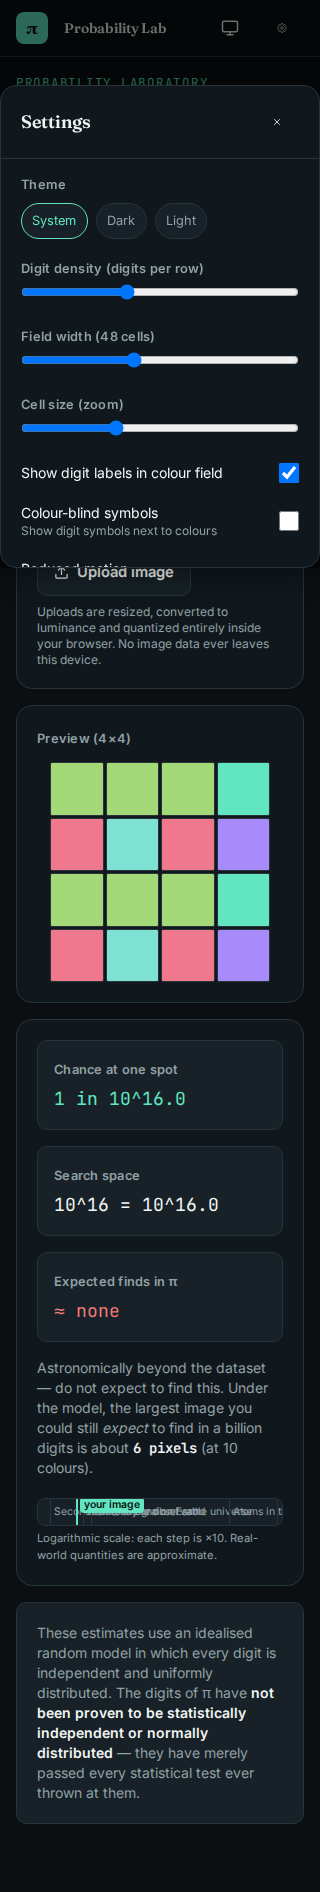 π Probability Lab
PROBABILITY LABORATORY
Settings
×
Theme
System Dark Light
Digit density (digits per row)
Field width (48 cells)
Cell size (zoom)
Show digit labels in colour field
Colour-blind symbols
Show digit symbols next to colours
Reduced motion
Upload image
Uploads are resized, converted to
luminance and quantized entirely inside
your browser. No image data ever leaves
this device.
Preview (4×4)
Chance at one spot
1 in 10^16.0
Search space
10^16 = 10^16.0
Expected finds in π
≈ none
Astronomically beyond the dataset
— do not expect to find this. Under
the model, the largest image you
could still expect to find in a billion
digits is about 6 pixels (at 10
colours).
your image
universe
Atoms in t
Logarithmic scale: each step is ×10. Real-
world quantities are approximate.
These estimates use an idealised
random model in which every digit is
independent and uniformly
distributed. The digits of π have not
been proven to be statistically
independent or normally
distributed — they have merely
passed every statistical test ever
thrown at them.